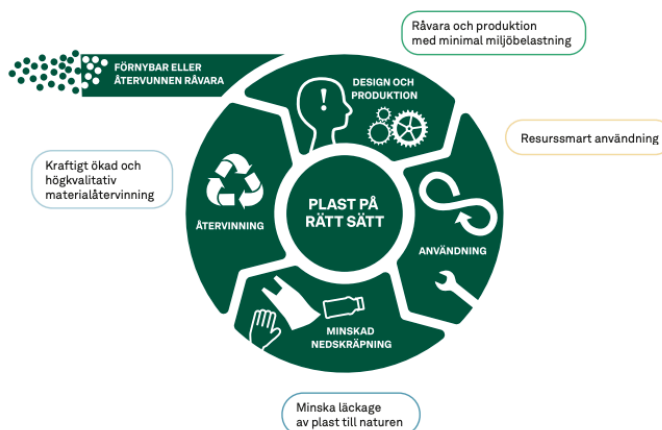 Råvara och produktion
med minimal miljöbelastning
FÖRNYBAR ELLER
ÅTERVUNNEN RÅVARA
DESIGN OCH
PRODUKTION
!
Resurssmart användning
Kraftigt ökad och
högkvalitativ
materialåtervinning
ÅTERVINNING
PLAST PÅ
RÄTT SÄTT
ANVÄNDNING
MINSKAD
NEDSKRÄPNING
Minska läckage
av plast till naturen